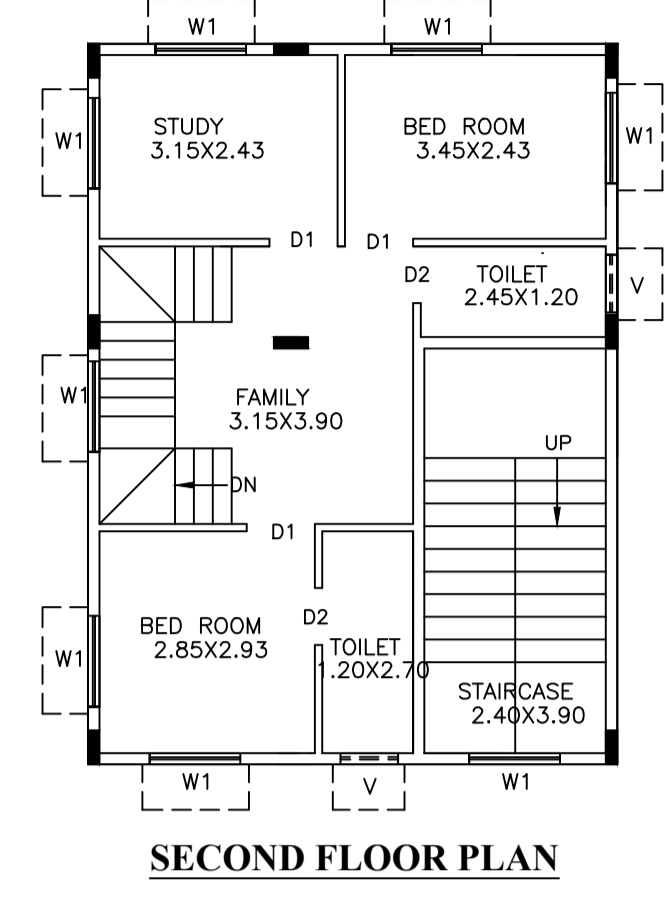 W1
W1
W1
STUDY
3.15X2.43
BED ROOM
3.45X2.43
W1
D1
D1
D2
TOILET
2.45X1.20
V
W1
FAMILY
3.15X3.90
UP
DN
D1
BED ROOM
2.85X2.93
D2
TOILET
1.20X2.70
W1
STAIRCASE
2.40X3.90
W1
V
W1
SECOND FLOOR PLAN